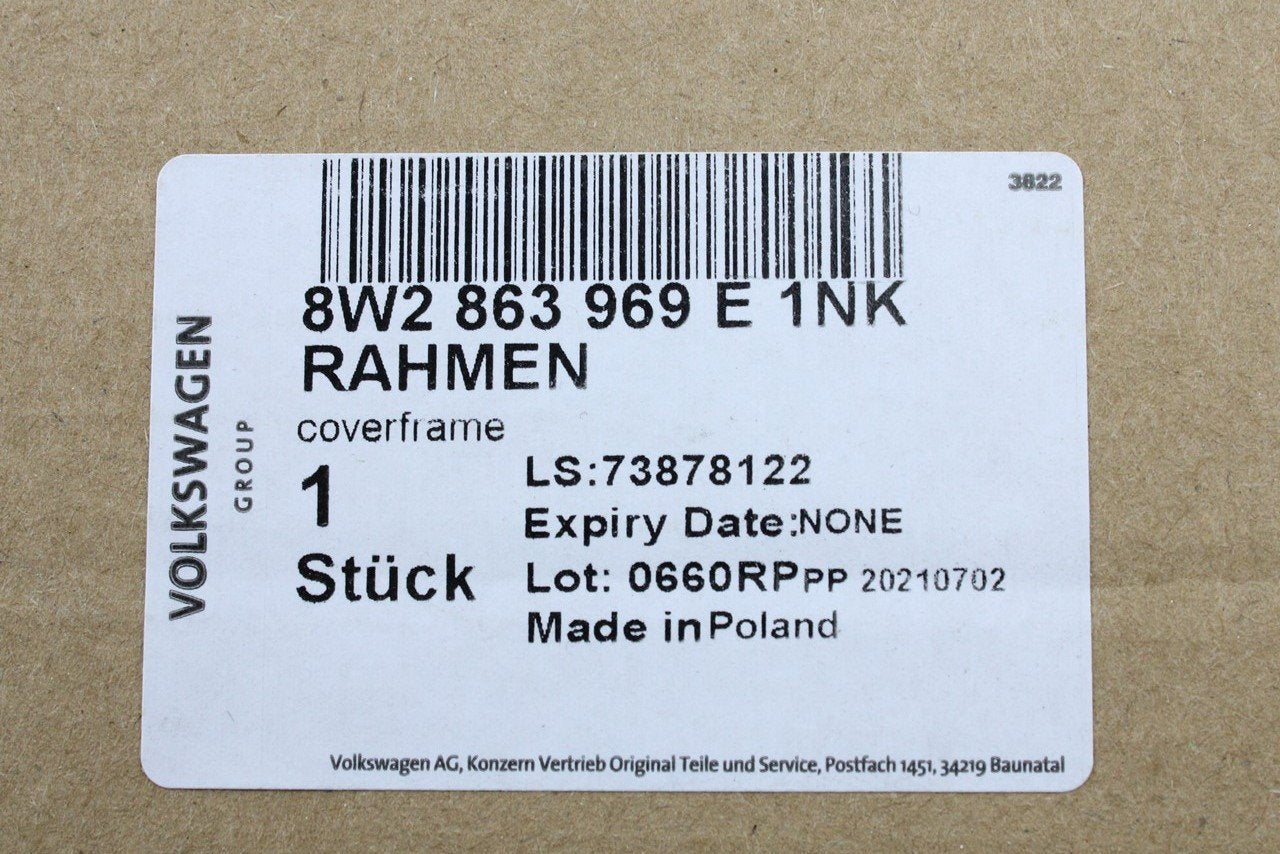 3822
8W2 863 969 E 1NK
RAHMEN
coverframe
1
Stück
LS:73878122
Expiry Date:NONE
Lot: 0660RPPP 20210702
Made in Poland
VOLKSWAGEN
GROUP
Volkswagen AG, Konzern Vertrieb Original Teile und Service, Postfach 1451, 34219 Baunatal